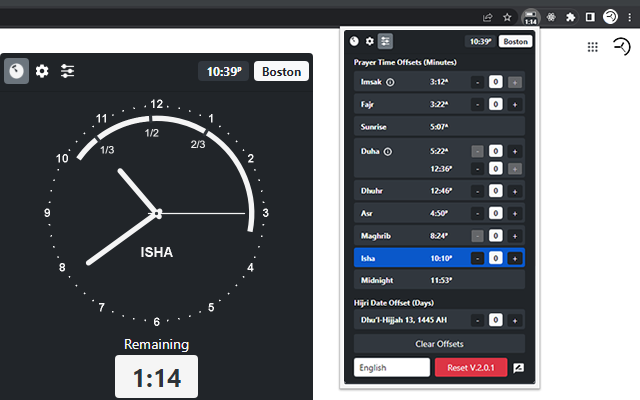 1:14
10:39ᴾ Boston
12
11 1
1/2
1/3 2/3
10 2
9 3
ISHA
8 4
7 5
6
Remaining
1:14
10:39ᴾ Boston
Prayer Time Offsets (Minutes)
Imsak 3:12ᴬ - 0 +
Fajr 3:22ᴬ - 0 +
Sunrise 5:07ᴬ
Duha 5:22ᴬ - 0 +
12:36ᴾ - 0 +
Dhuhr 12:46ᴾ
Asr 4:50ᴾ
Maghrib 8:24ᴾ - 0 +
Isha 10:10ᴾ - 0 +
Midnight 11:53ᴾ
Hijri Date Offset (Days)
Dhu'l-Hijjah 13, 1445 AH - 0 +
Clear Offsets
English Reset V.2.0.1